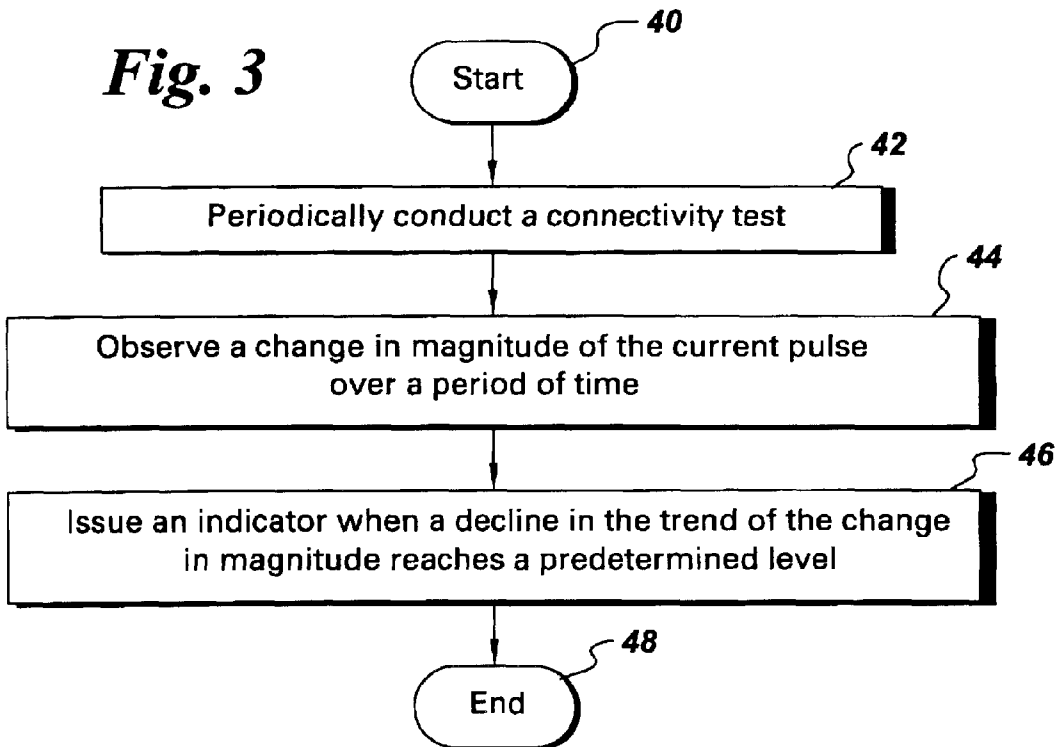 Fig. 3
40
Start
42
Periodically conduct a connectivity test
44
Observe a change in magnitude of the current pulse
over a period of time
46
Issue an indicator when a decline in the trend of the change
in magnitude reaches a predetermined level
48
End